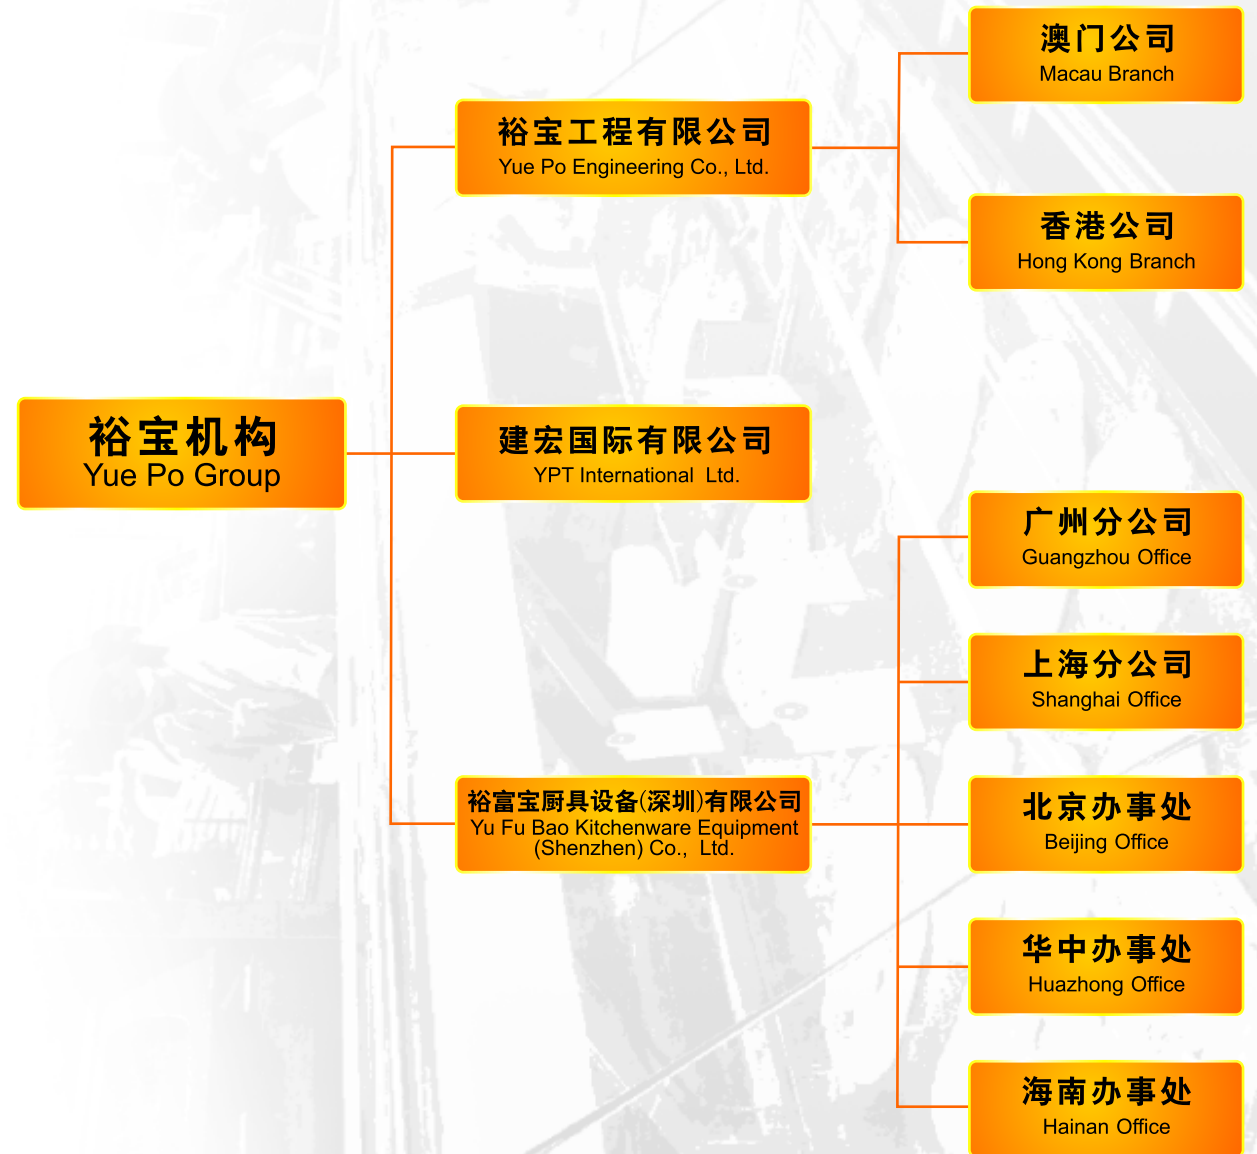 裕宝机构
Yue Po Group
裕宝工程有限公司
Yue Po Engineering Co., Ltd.
澳门公司
Macau Branch
香港公司
Hong Kong Branch
建宏国际有限公司
YPT International Ltd.
裕富宝厨具设备(深圳)有限公司
Yu Fu Bao Kitchenware Equipment
(Shenzhen) Co., Ltd.
广州分公司
Guangzhou Office
上海分公司
Shanghai Office
北京办事处
Beijing Office
华中办事处
Huazhong Office
海南办事处
Hainan Office